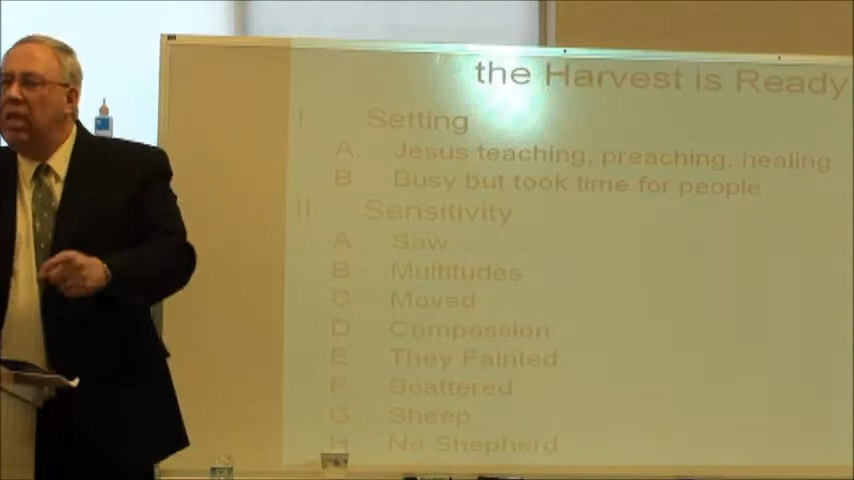 the Harvest is Ready
I Setting
A. Jesus teaching, preaching. healing
B Busy but took time for people
II Sensitivity
A Saw
B Multitudes
C Moved
D Compassion
E They Fainted
F Scattered
G Sheep
H No Shepherd